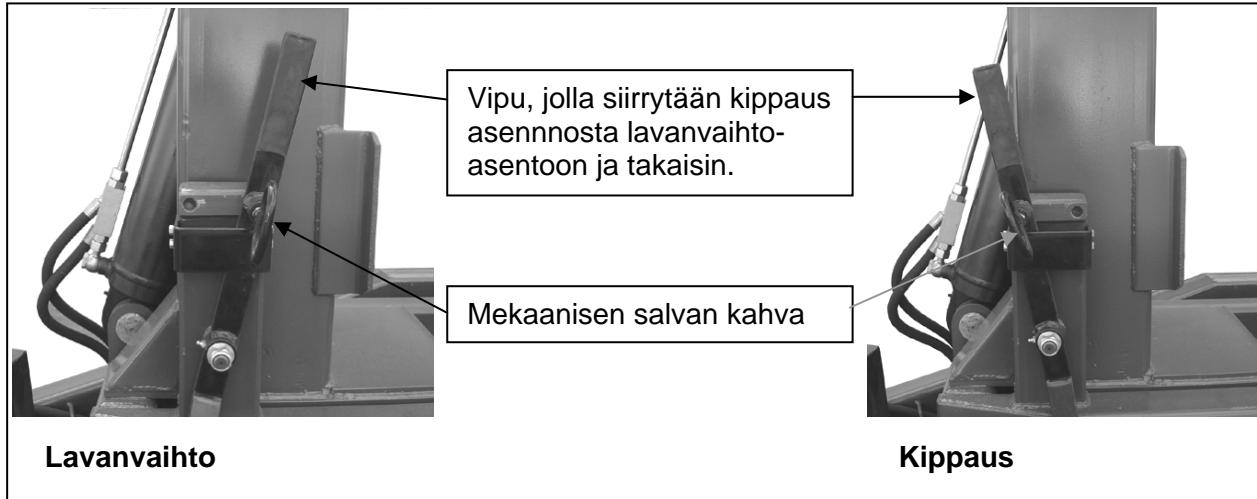 Vipu, jolla siirrytään kippaus
asennnosta lavanvaihto-
asentoon ja takaisin.
Mekaanisen salvan kahva
Lavanvaihto
Kippaus